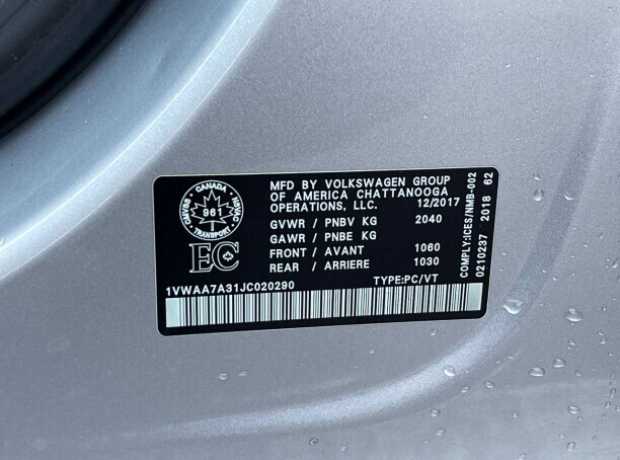 MFD BY VOLKSWAGEN GROUP
OF AMERICA CHATTANOOGA
OPERATIONS, LLC. 12/2017
GVWR / PNBV KG 2040
GAWR / PNBE KG
FRONT / AVANT 1060
REAR / ARRIERE 1030
CANADA
CMVSS 961 NSVAC
TRANSPORT
EC
1VWAA7A31JC020290 TYPE:PC/VT
COMPLY:ICES/NMB-002
0210237 2018 62